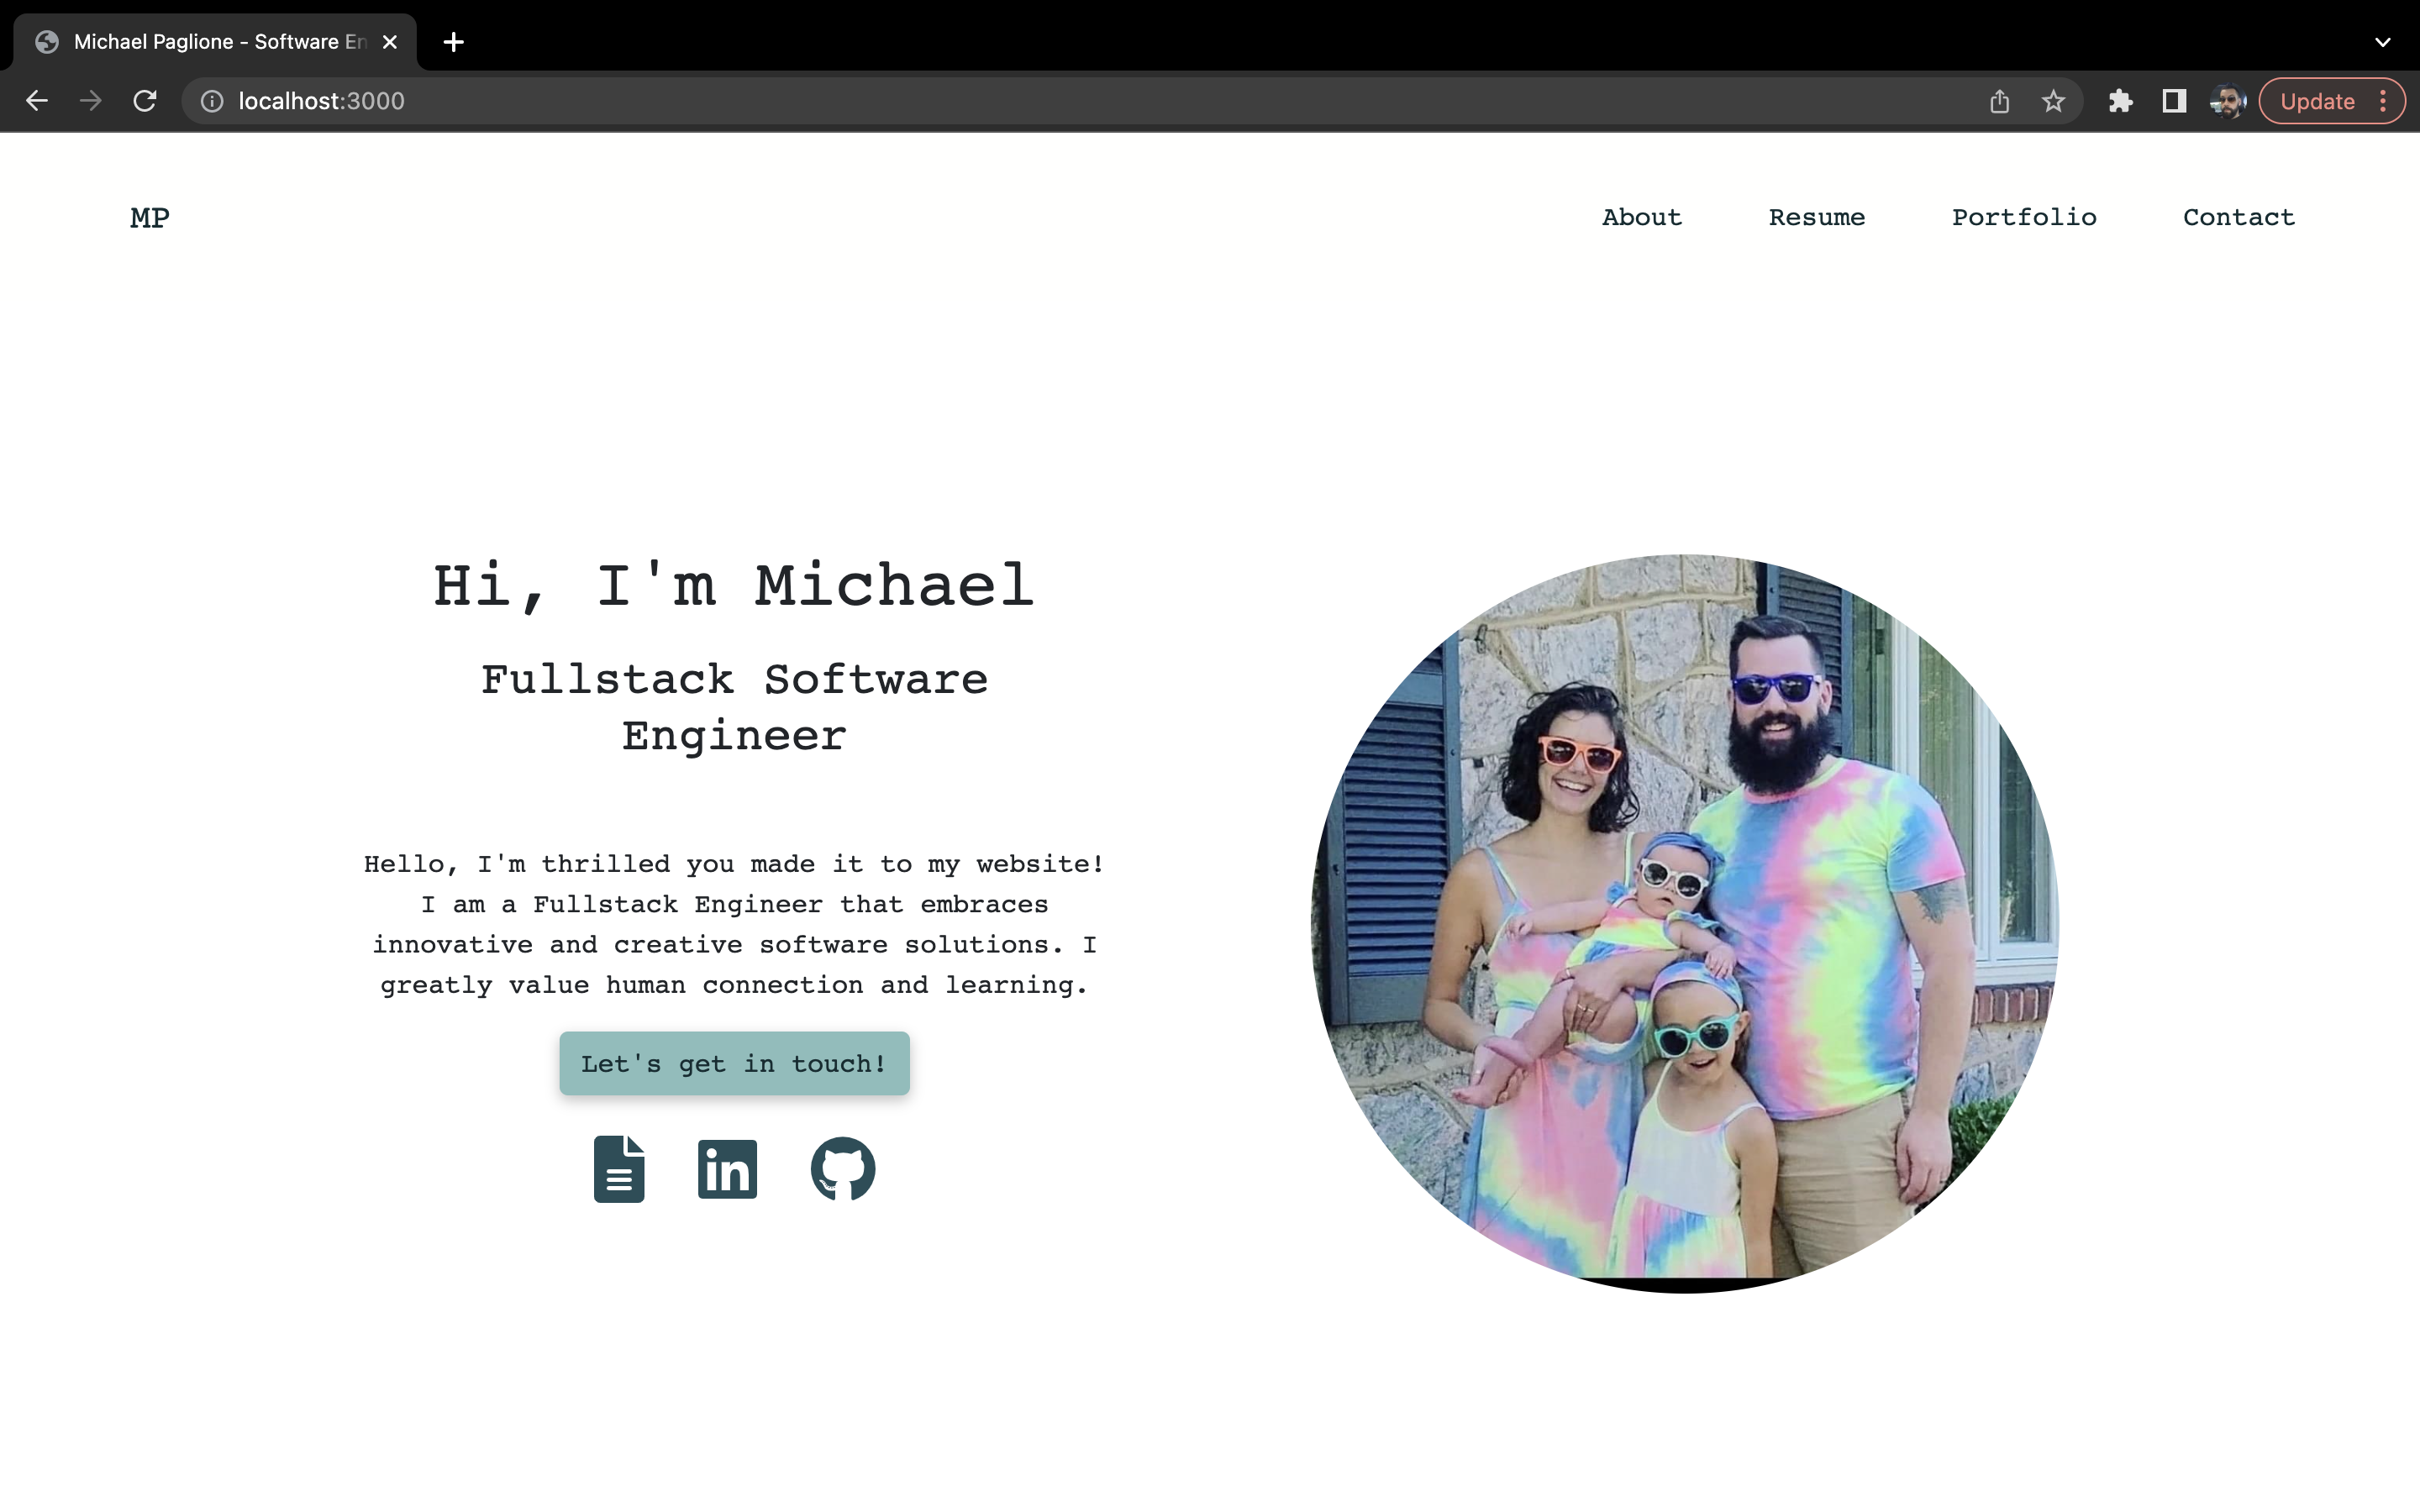 Michael Paglione - Software En
localhost:3000
Update
MP
About Resume Portfolio Contact
Hi, I'm Michael
Fullstack Software
Engineer
Hello, I'm thrilled you made it to my website!
I am a Fullstack Engineer that embraces
innovative and creative software solutions. I
greatly value human connection and learning.
Let's get in touch!
in